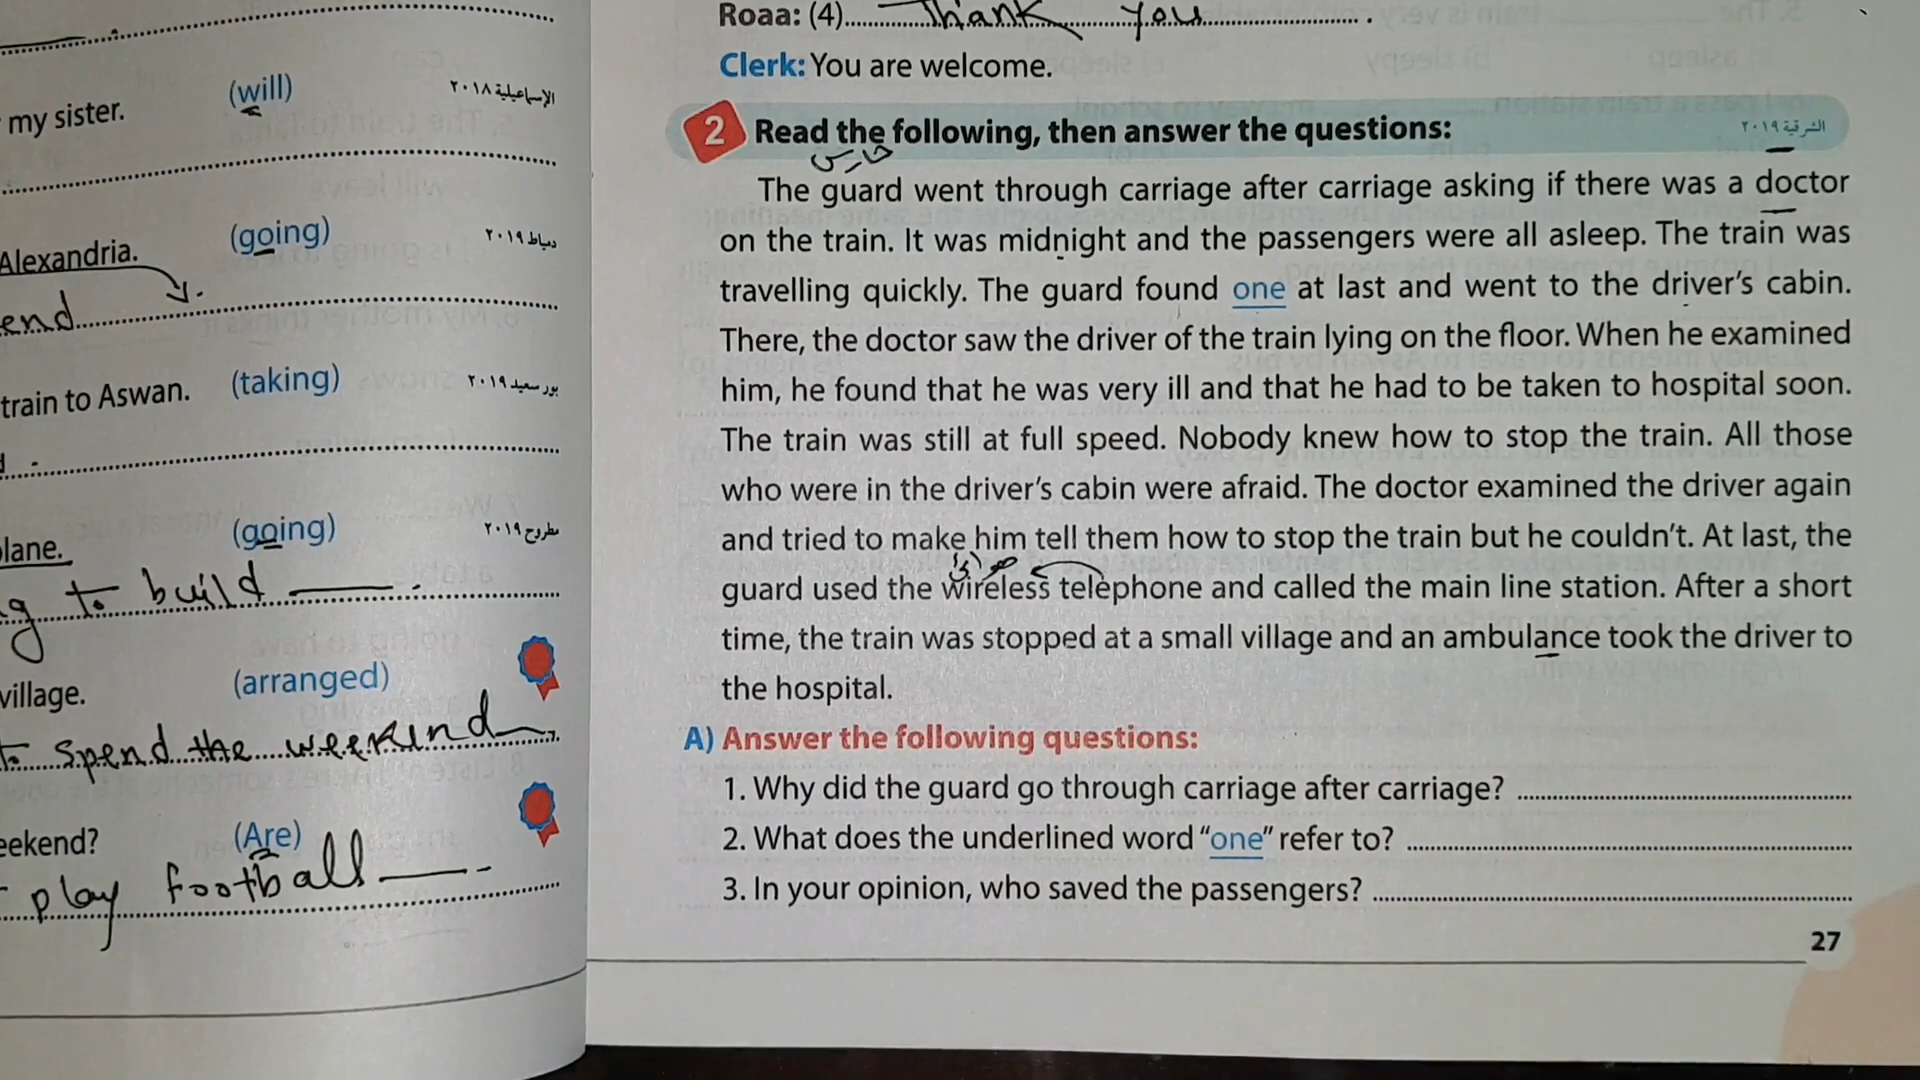 my sister. (will) الإسماعيلية ٢٠١٨
Alexandria. (going) دمياط ٢٠١٩
end
train to Aswan. (taking) بورسعيد ٢٠١٩
lane. (going) مطروح ٢٠١٩
g to build
village. (arranged)
to spend the weekend
eekend? (Are)
play football
Roaa: (4) Thank you .
Clerk: You are welcome.
2 Read the following, then answer the questions: الشرقية ٢٠١٩
حارس
The guard went through carriage after carriage asking if there was a doctor
on the train. It was midnight and the passengers were all asleep. The train was
travelling quickly. The guard found one at last and went to the driver's cabin.
There, the doctor saw the driver of the train lying on the floor. When he examined
him, he found that he was very ill and that he had to be taken to hospital soon.
The train was still at full speed. Nobody knew how to stop the train. All those
who were in the driver's cabin were afraid. The doctor examined the driver again
and tried to make him tell them how to stop the train but he couldn't. At last, the
guard used the wireless telephone and called the main line station. After a short
time, the train was stopped at a small village and an ambulance took the driver to
the hospital.
A) Answer the following questions:
1. Why did the guard go through carriage after carriage?
2. What does the underlined word "one" refer to?
3. In your opinion, who saved the passengers?
27